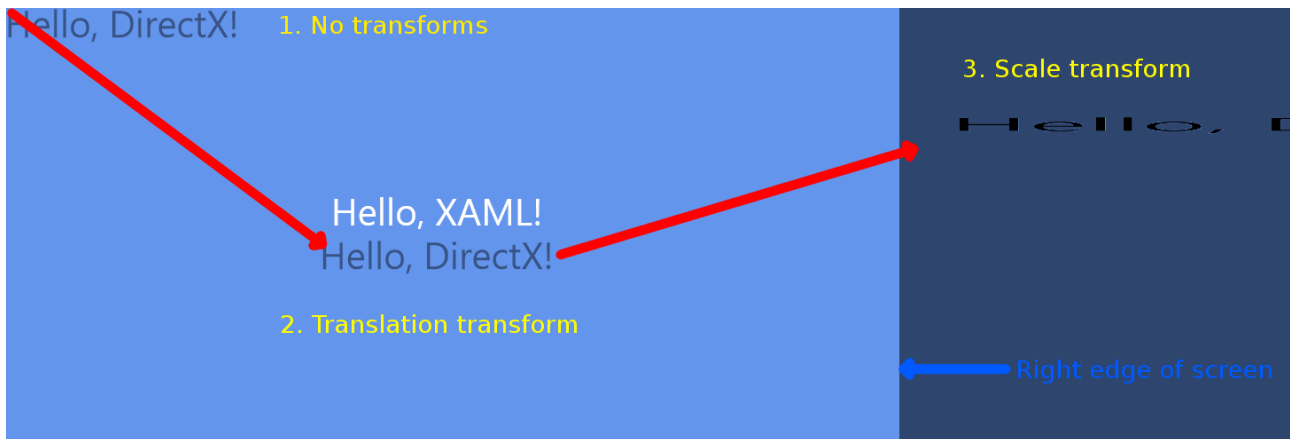 Hello, DirectX!
1. No transforms
3. Scale transform
Hello, D
Hello, XAML!
Hello, DirectX!
2. Translation transform
Right edge of screen